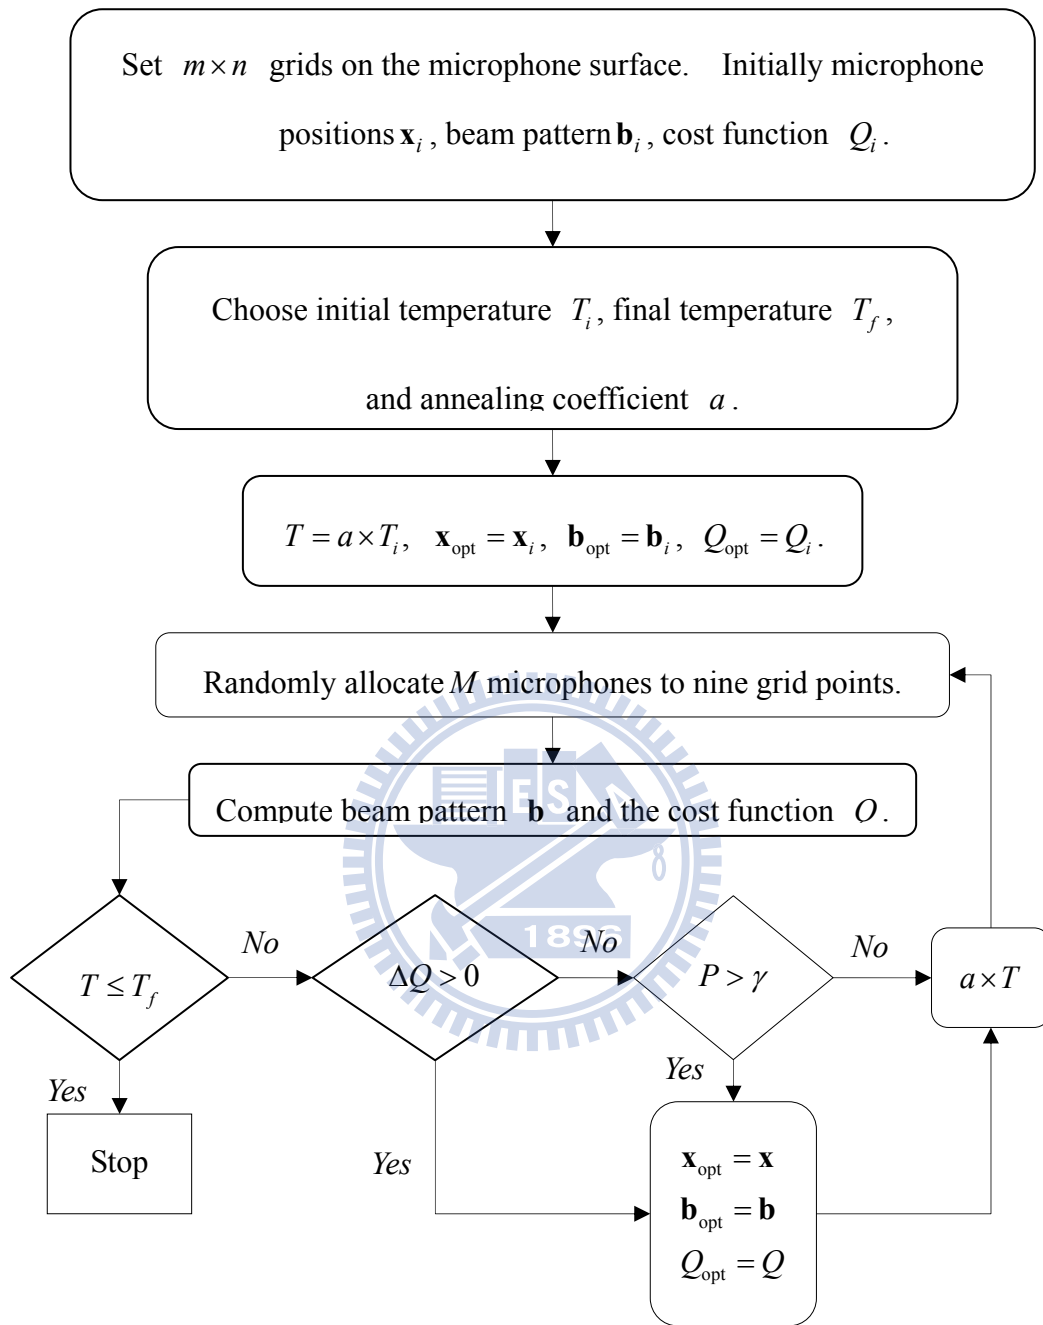 Set m × n grids on the microphone surface. Initially microphone
positions x_i , beam pattern b_i , cost function Q_i .
Choose initial temperature T_i , final temperature T_f ,
and annealing coefficient a .
T = a × T_i, x_opt = x_i, b_opt = b_i, Q_opt = Q_i .
Randomly allocate M microphones to nine grid points.
Compute beam pattern b and the cost function Q .
E S
1896
T ≤ T_f
No
ΔQ > 0
No
P > γ
No
a × T
Yes
Stop
Yes
Yes
x_opt = x
b_opt = b
Q_opt = Q